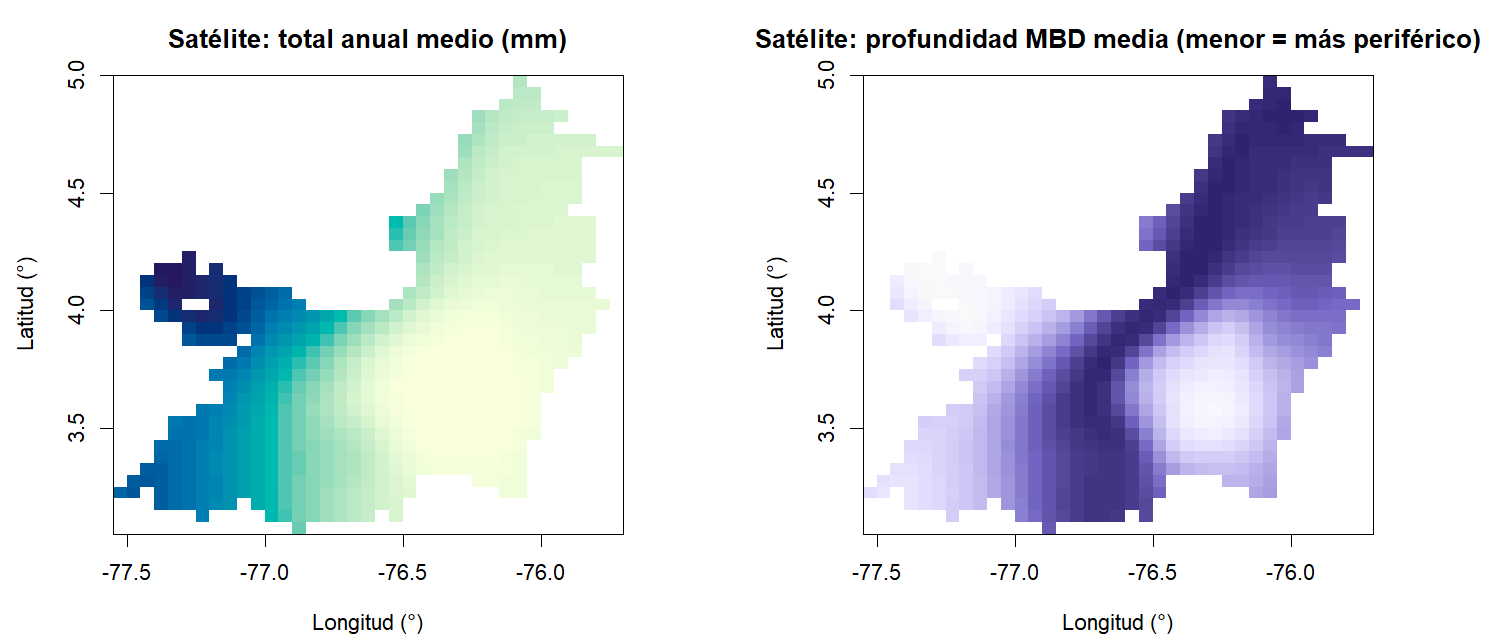 Satélite: total anual medio (mm)
5.0
4.5
4.0
3.5
Latitud (°)
-77.5
-77.0
-76.5
-76.0
Longitud (°)
Satélite: profundidad MBD media (menor = más periférico)
5.0
4.5
4.0
3.5
Latitud (°)
-77.5
-77.0
-76.5
-76.0
Longitud (°)